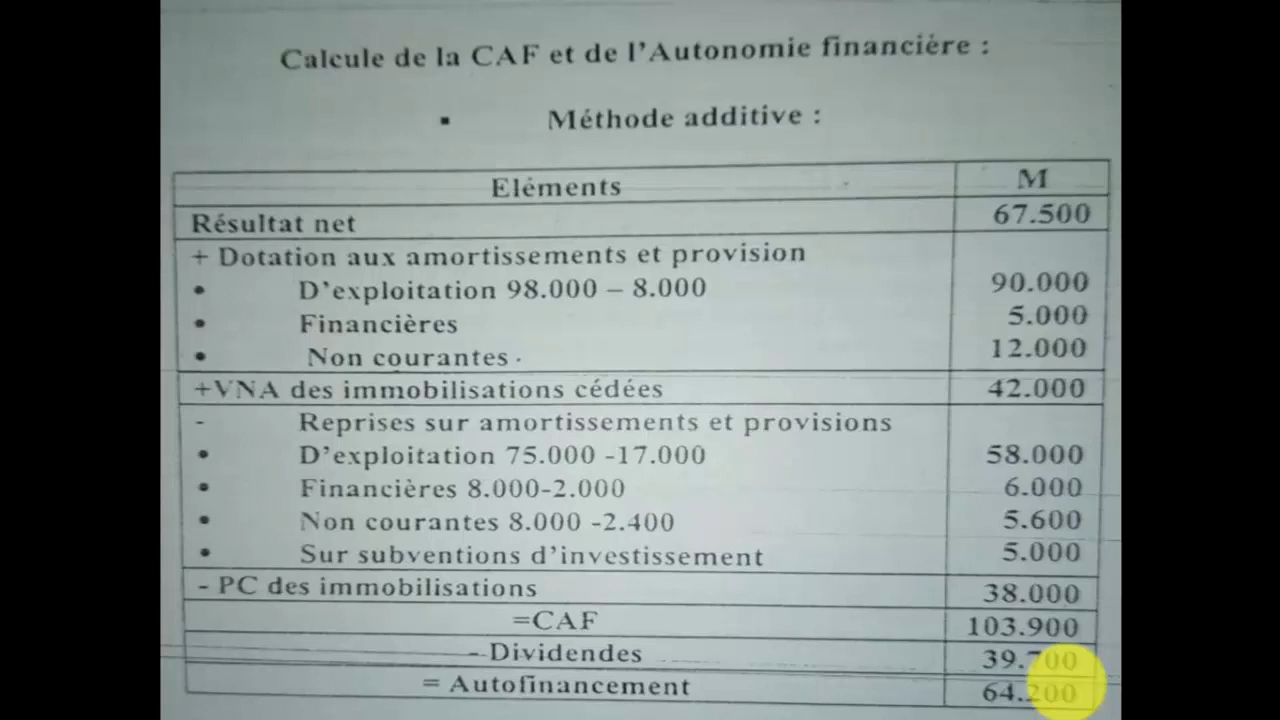 Calcule de la CAF et de l'Autonomie financière :
▪ Méthode additive :
Eléments M
Résultat net 67.500
+ Dotation aux amortissements et provision
• D'exploitation 98.000 – 8.000 90.000
• Financières 5.000
• Non courantes 12.000
+VNA des immobilisations cédées 42.000
- Reprises sur amortissements et provisions
• D'exploitation 75.000 -17.000 58.000
• Financières 8.000-2.000 6.000
• Non courantes 8.000 -2.400 5.600
• Sur subventions d'investissement 5.000
- PC des immobilisations 38.000
=CAF 103.900
- Dividendes 39.700
= Autofinancement 64.200